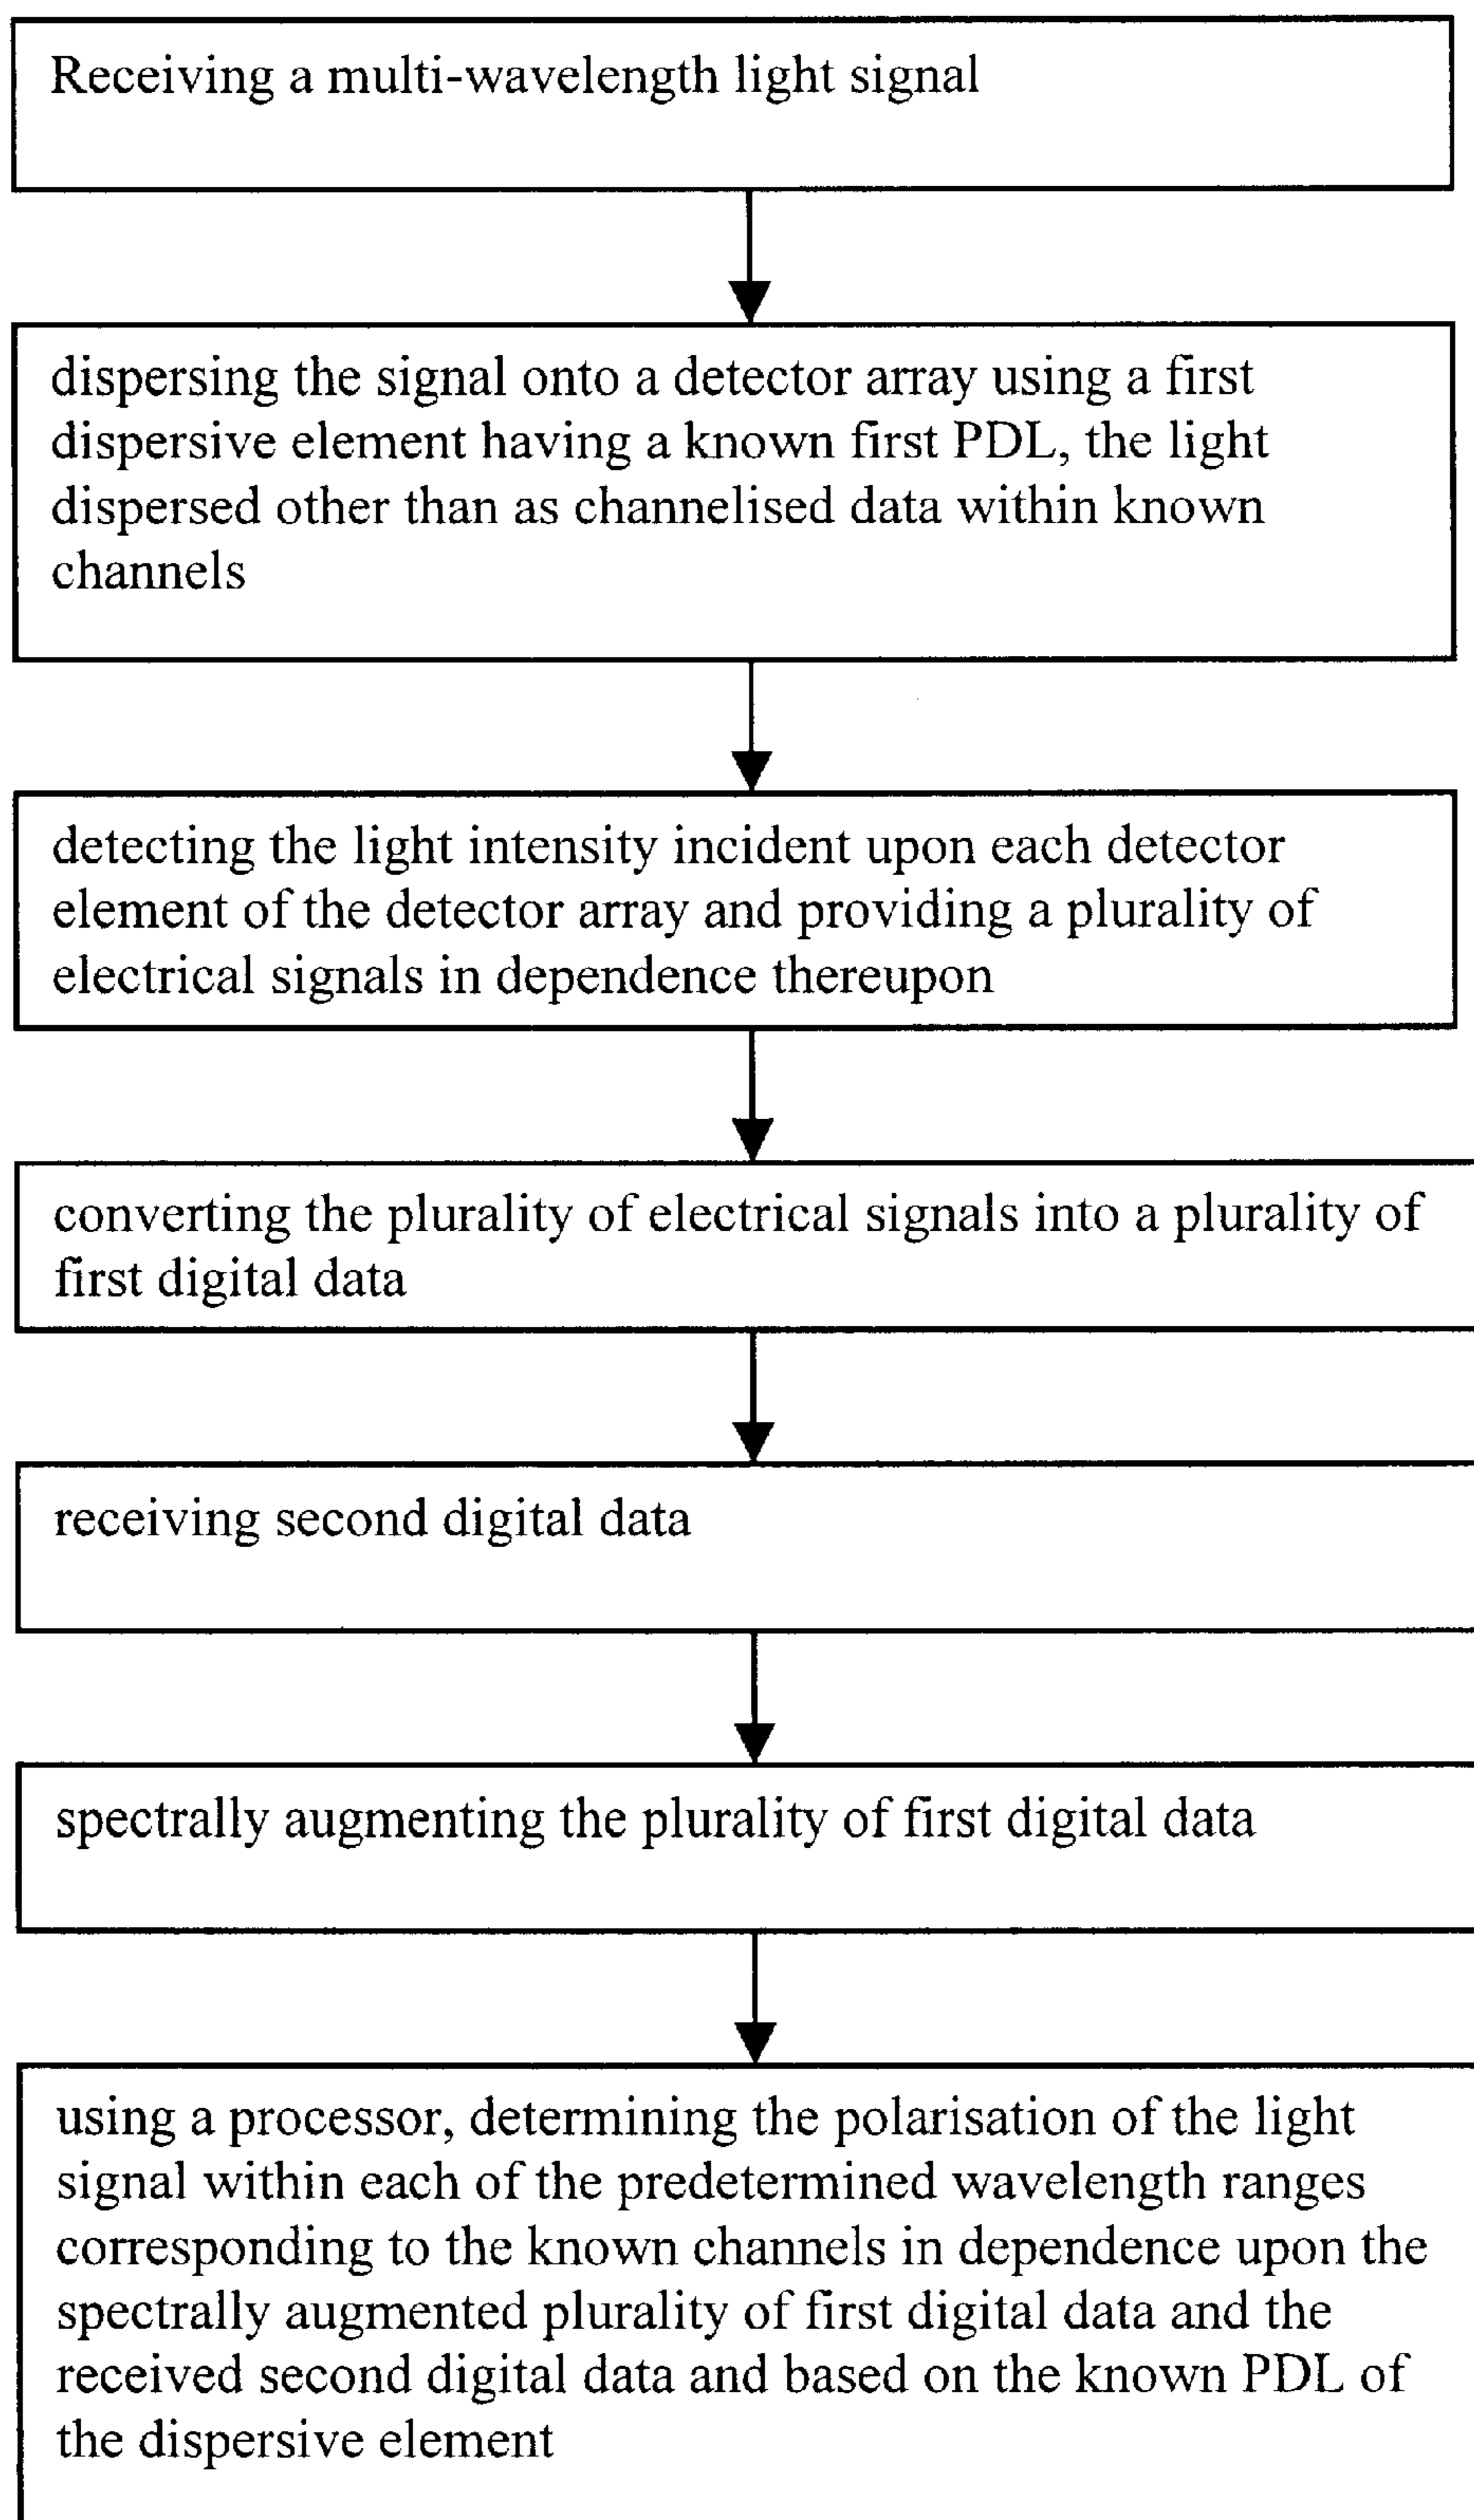 Receiving a multi-wavelength light signal
dispersing the signal onto a detector array using a first
dispersive element having a known first PDL, the light
dispersed other than as channelised data within known
channels
detecting the light intensity incident upon each detector
element of the detector array and providing a plurality of
electrical signals in dependence thereupon
converting the plurality of electrical signals into a plurality of
first digital data
receiving second digital data
spectrally augmenting the plurality of first digital data
using a processor, determining the polarisation of the light
signal within each of the predetermined wavelength ranges
corresponding to the known channels in dependence upon the
spectrally augmented plurality of first digital data and the
received second digital data and based on the known PDL of
the dispersive element